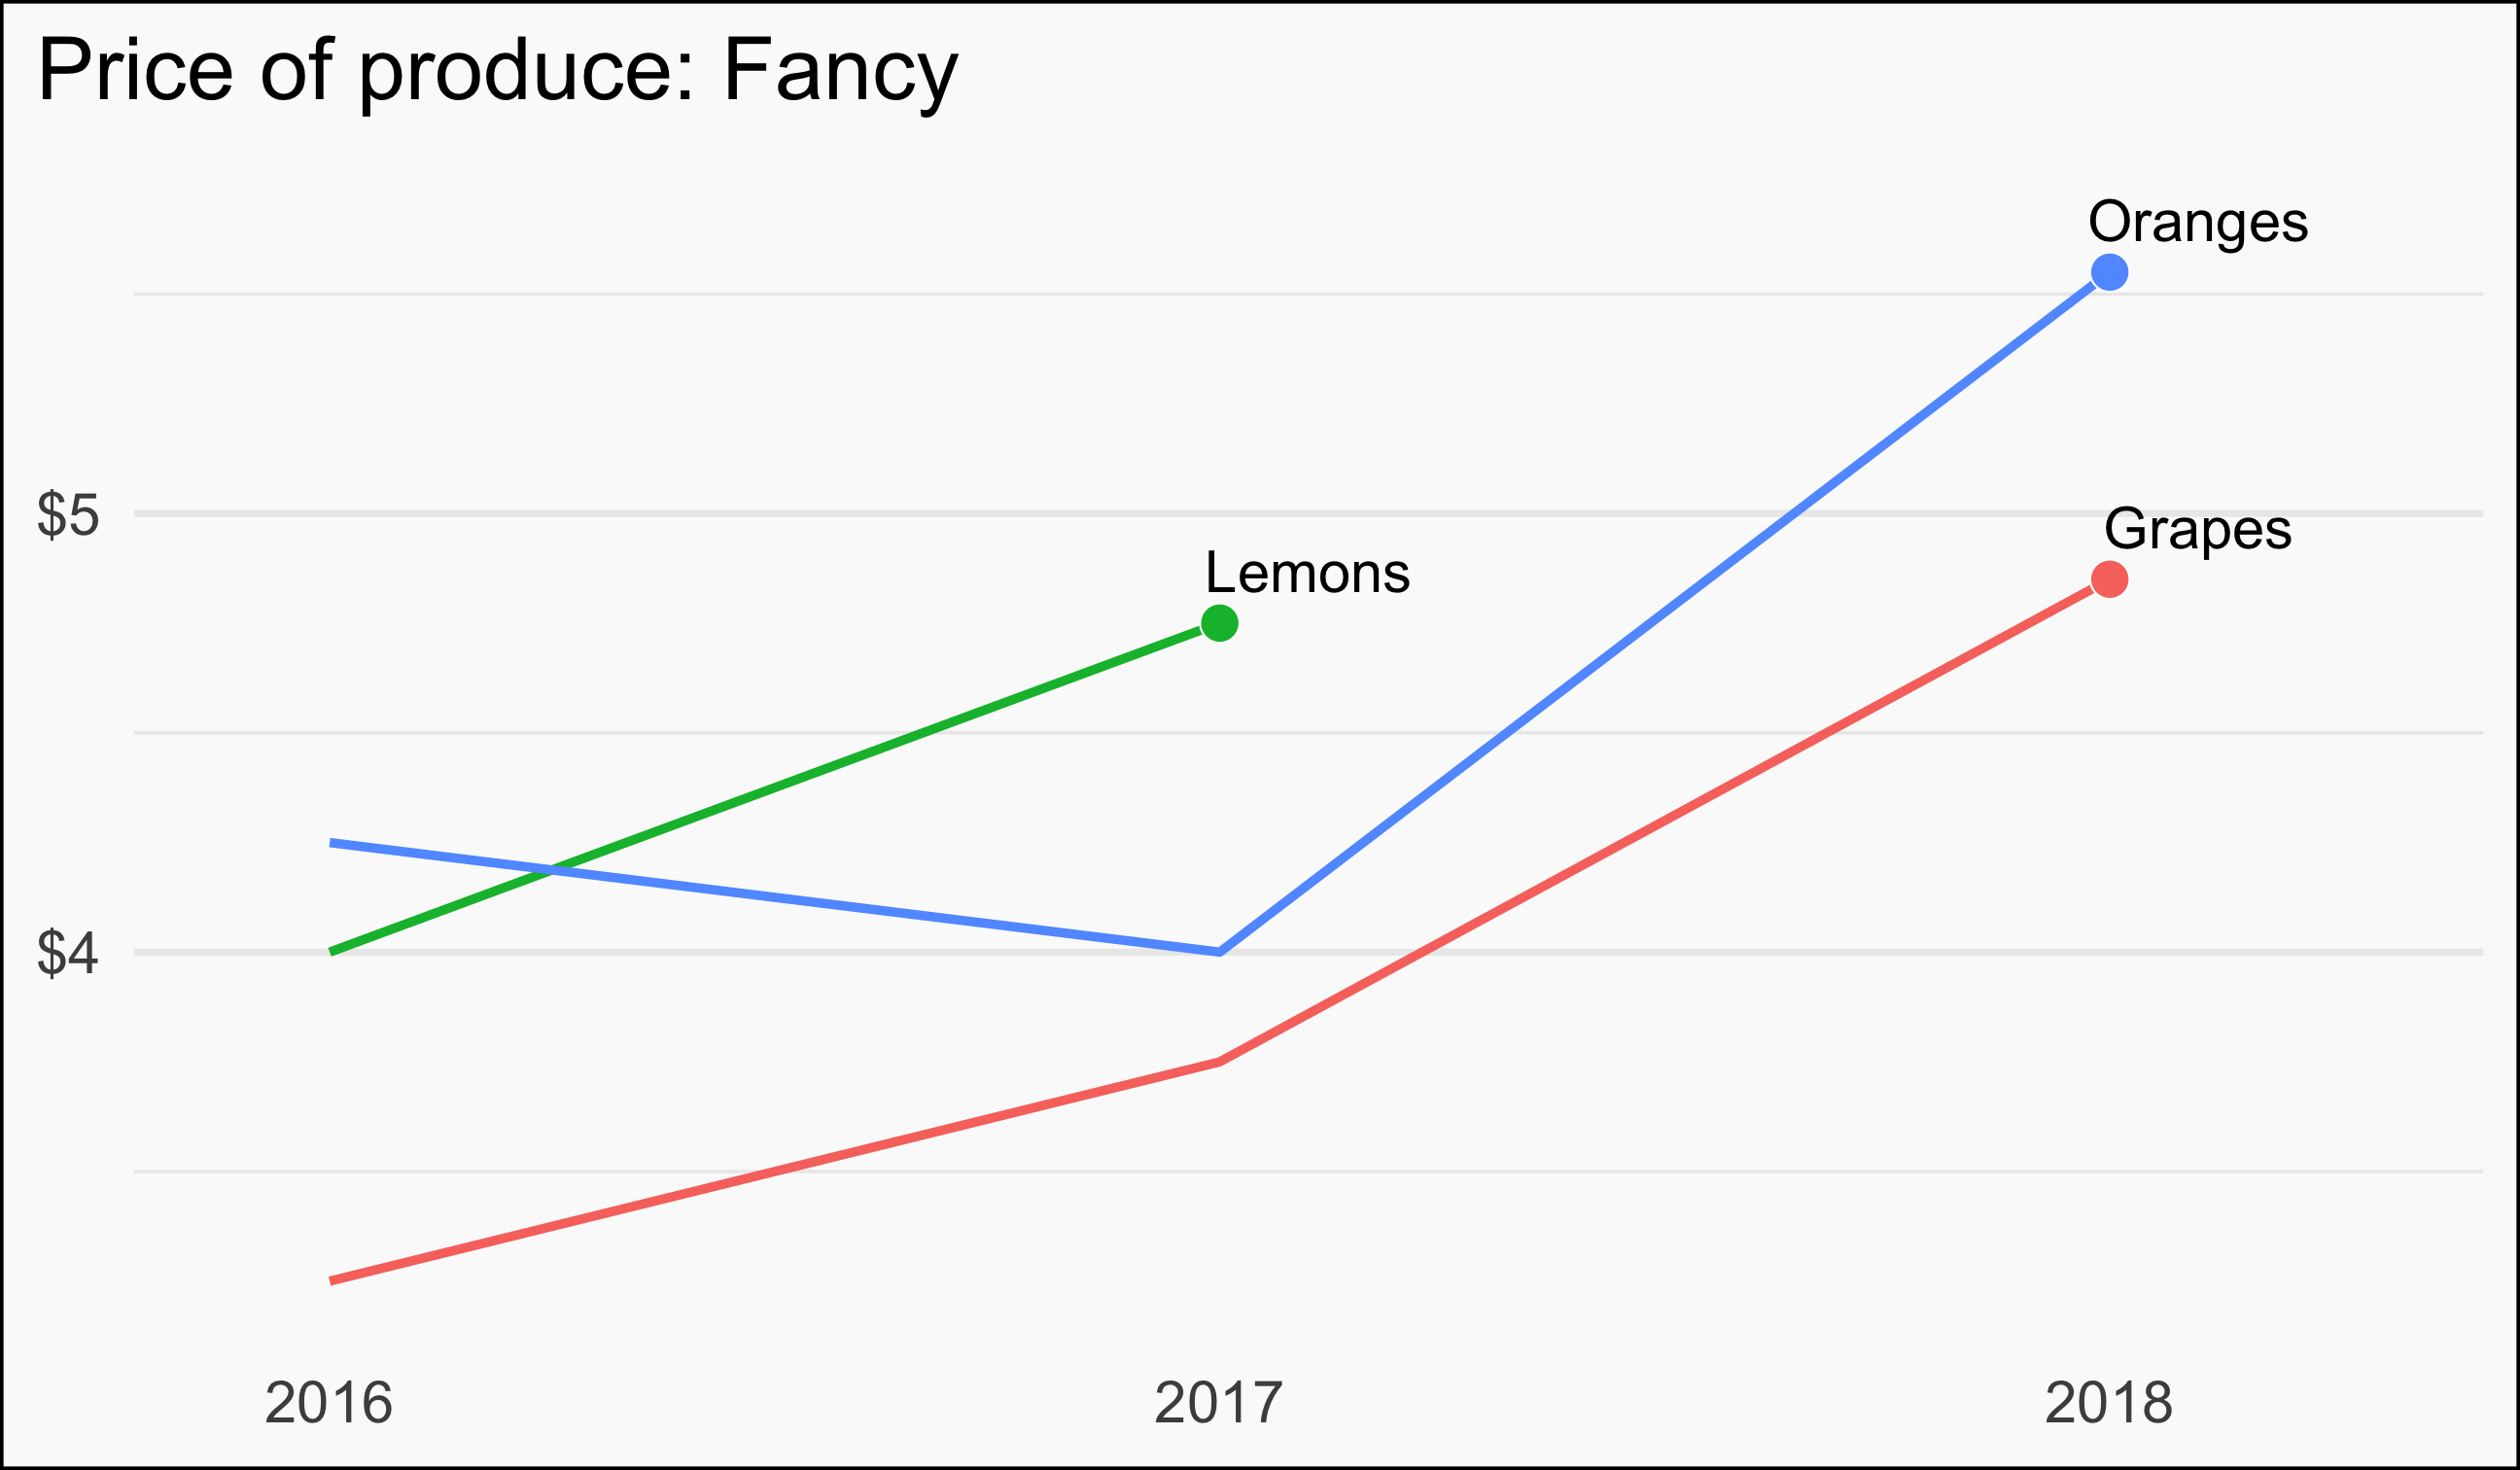 Price of produce: Fancy
Oranges
$5
Grapes
Lemons
$4
2016 2017 2018